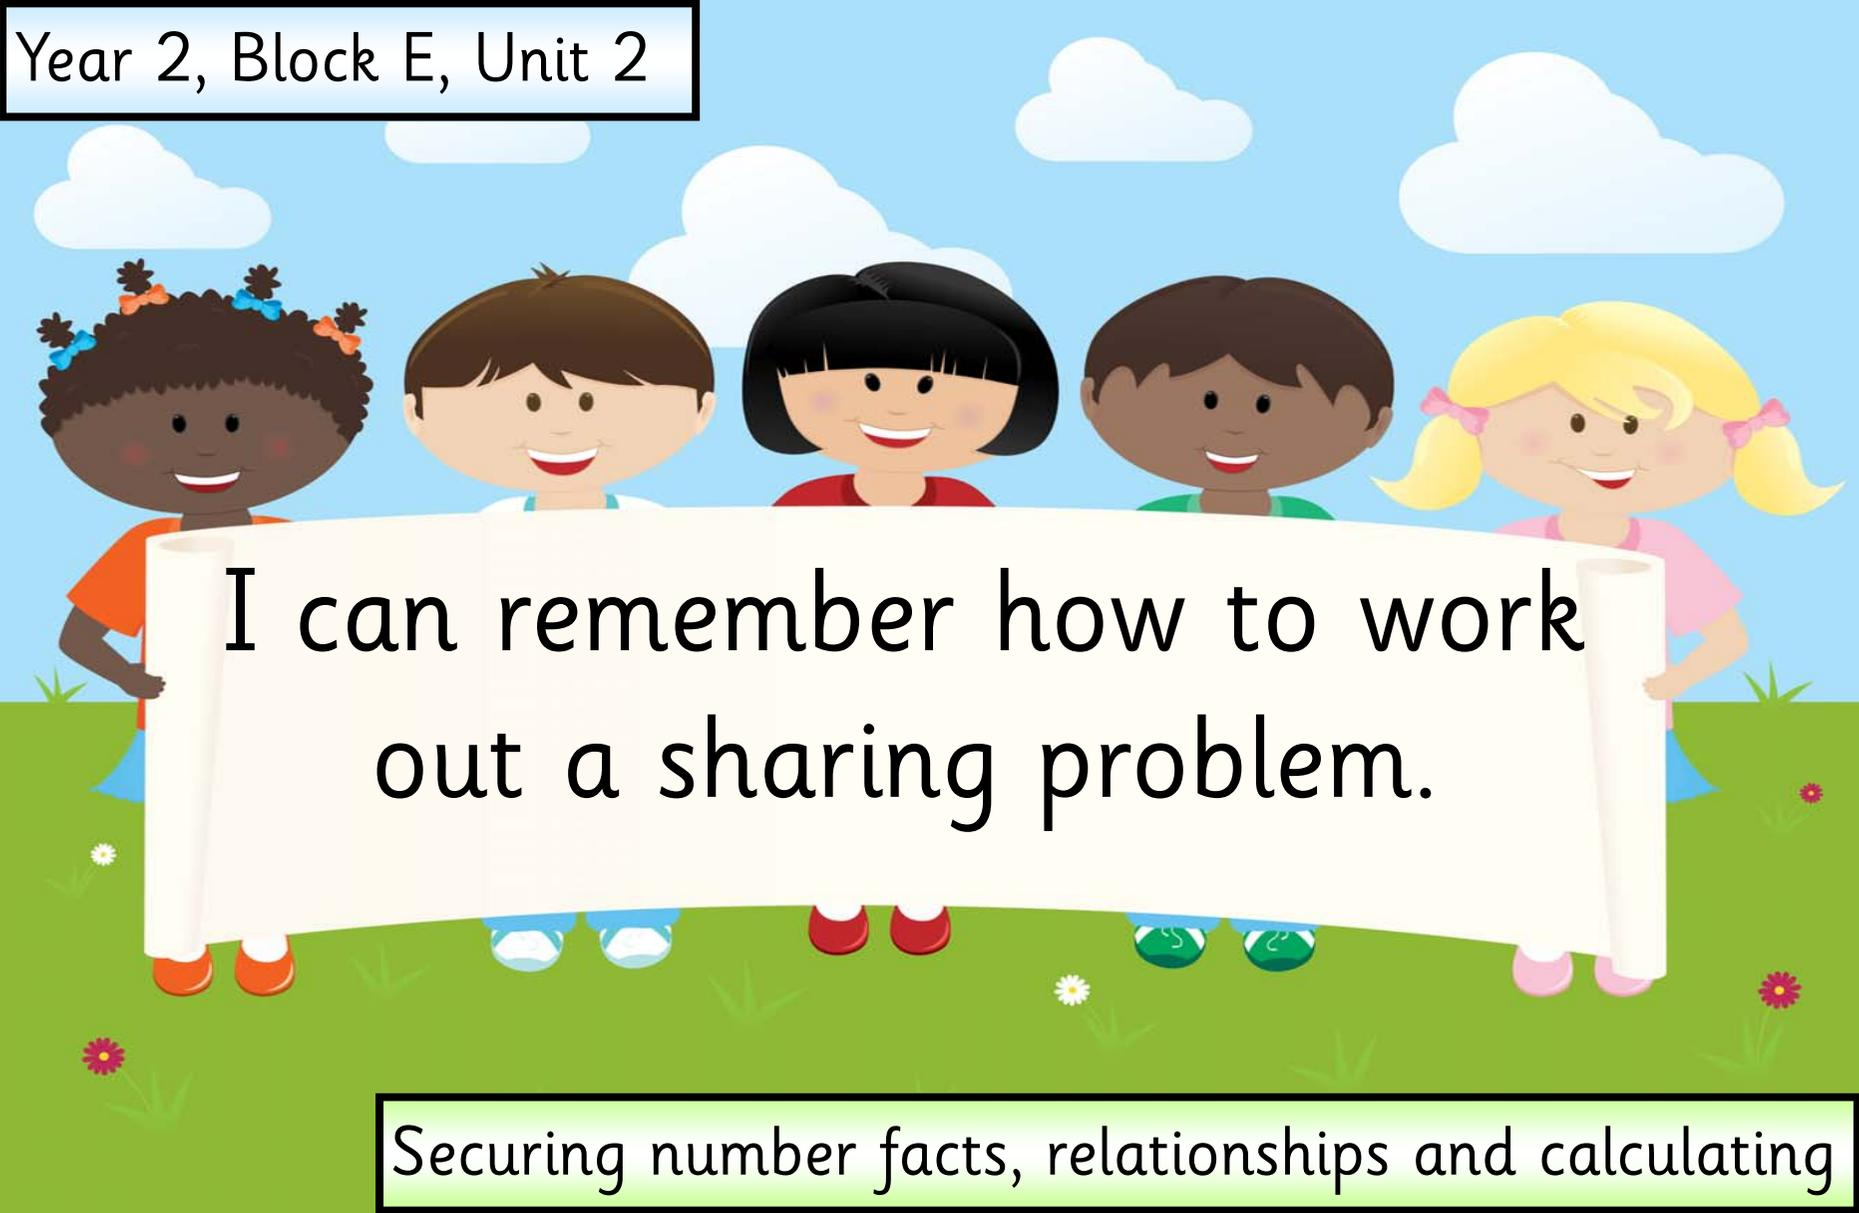 Year 2, Block E, Unit 2
I can remember how to work
out a sharing problem.
Securing number facts, relationships and calculating